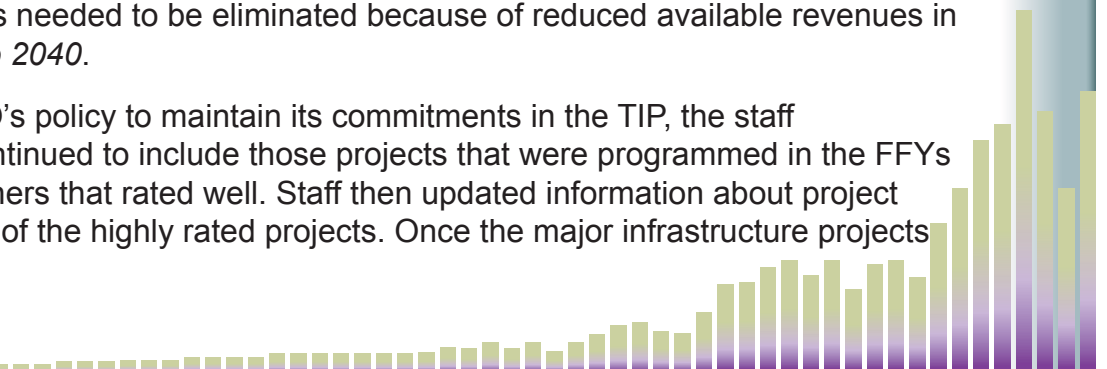 s needed to be eliminated because of reduced available revenues in
2040.
's policy to maintain its commitments in the TIP, the staff
ntinued to include those projects that were programmed in the FFYs
hers that rated well. Staff then updated information about project
of the highly rated projects. Once the major infrastructure projects